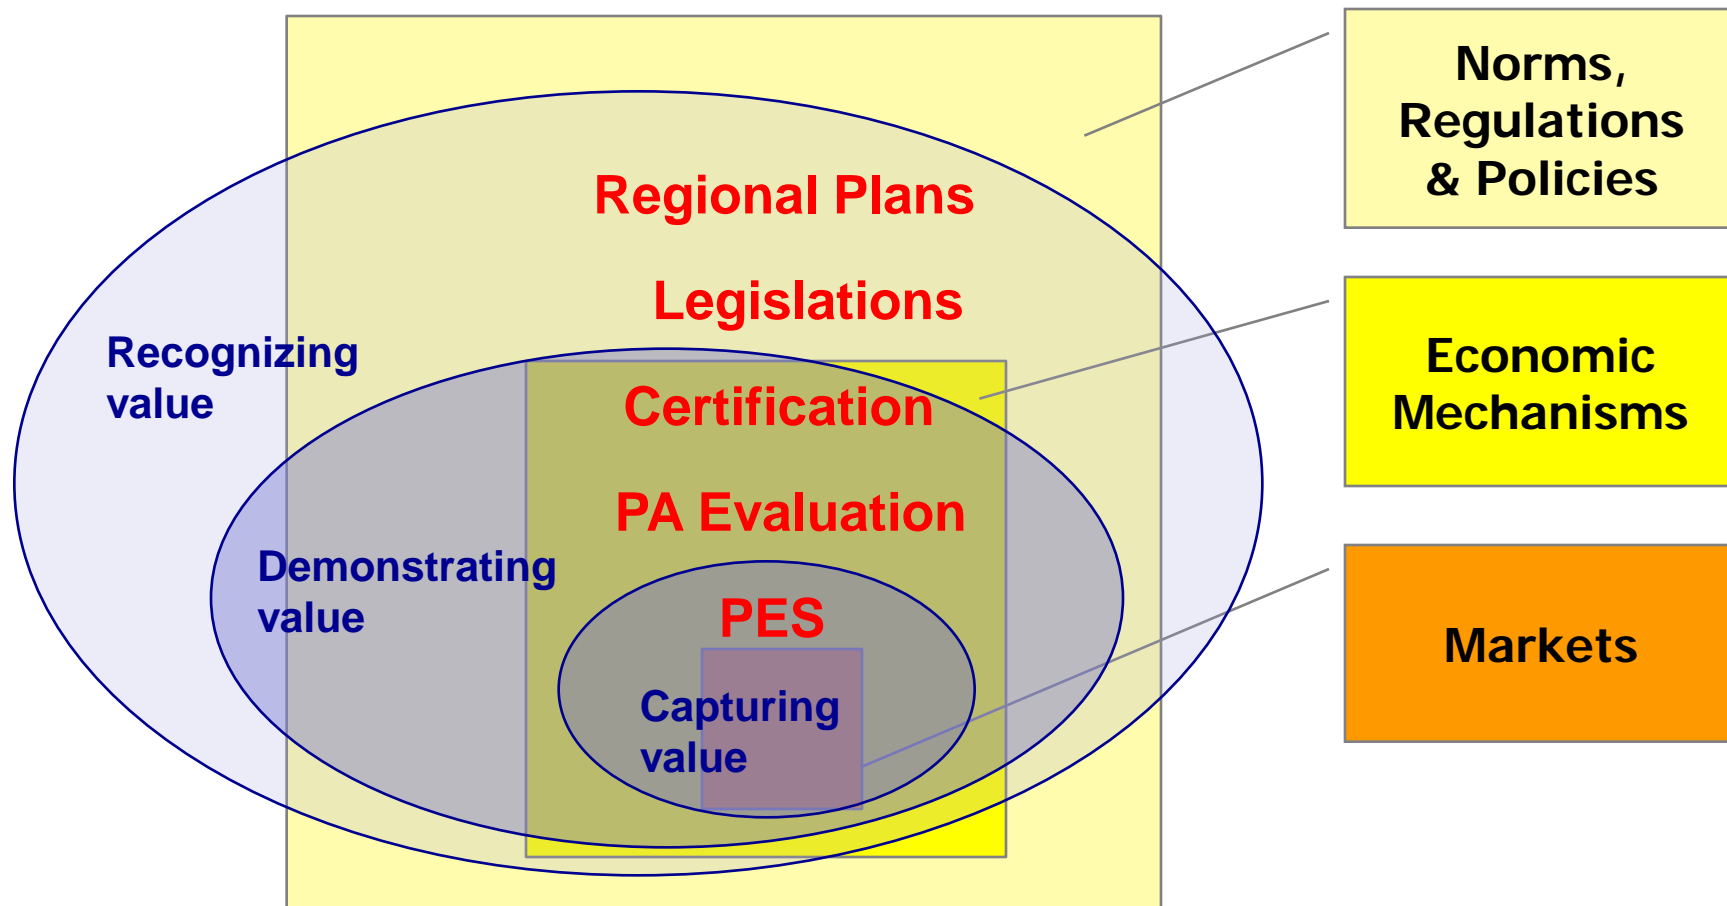 Regional Plans
Legislations
Recognizing
value
Certification
PA Evaluation
Demonstrating
value
PES
Capturing
value
Norms,
Regulations
& Policies
Economic
Mechanisms
Markets